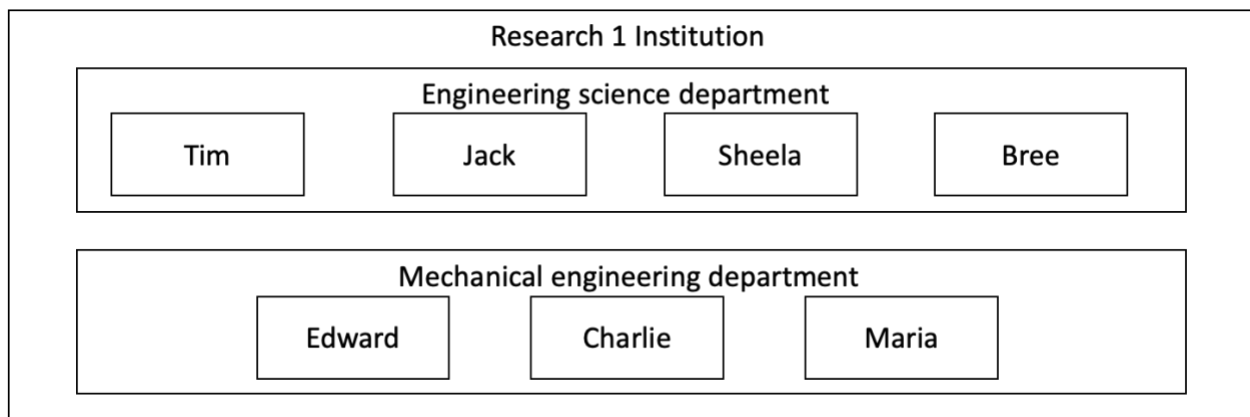 Research 1 Institution
Engineering science department
Tim Jack Sheela Bree
Mechanical engineering department
Edward Charlie Maria